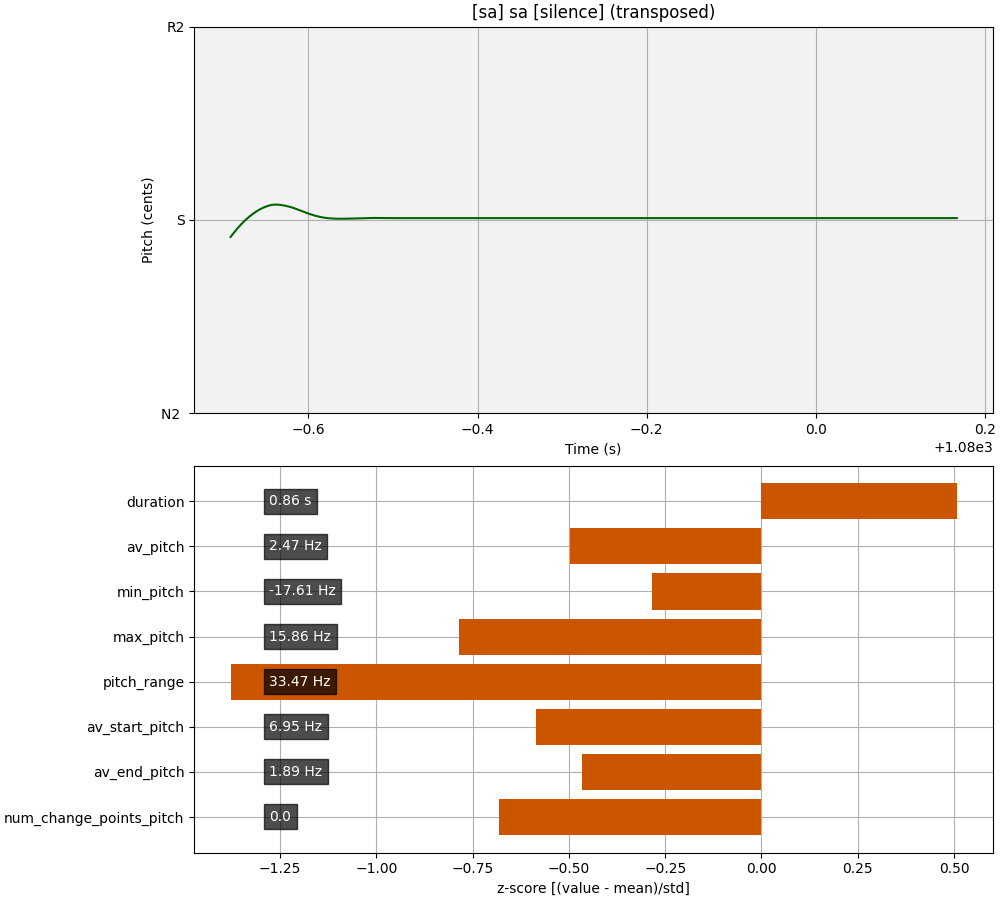 [sa] sa [silence] (transposed)
R2
S
N2
Pitch (cents)
−0.6
−0.4
−0.2
0.0
0.2
Time (s)
+1.08e3
duration
0.86 s
av_pitch
2.47 Hz
min_pitch
-17.61 Hz
max_pitch
15.86 Hz
pitch_range
33.47 Hz
av_start_pitch
6.95 Hz
av_end_pitch
1.89 Hz
num_change_points_pitch
0.0
−1.25
−1.00
−0.75
−0.50
−0.25
0.00
0.25
0.50
z-score [(value - mean)/std]